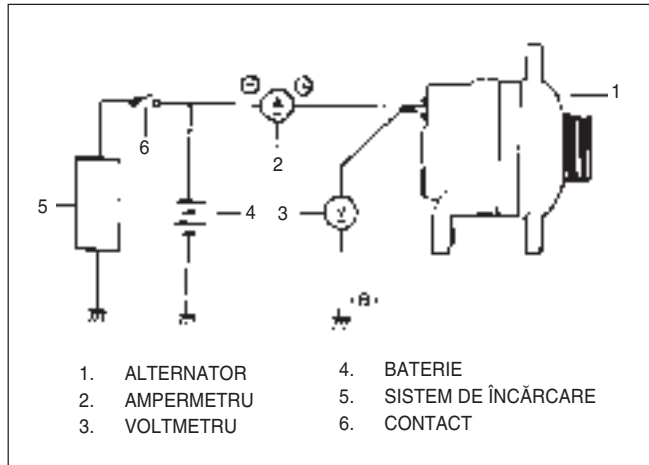 1
6
2
5
4
3
V
1. ALTERNATOR
2. AMPERMETRU
3. VOLTMETRU
4. BATERIE
5. SISTEM DE ÎNCĂRCARE
6. CONTACT